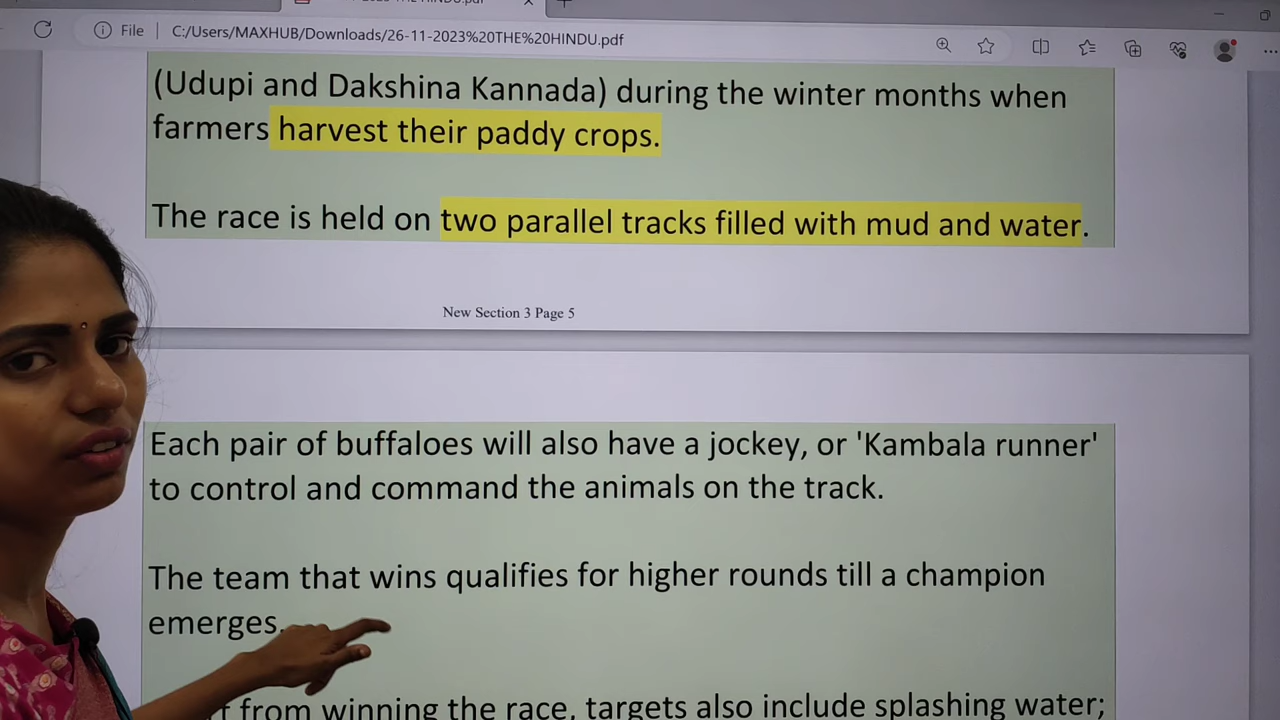 File
C:/Users/MAXHUB/Downloads/26-11-2023%20THE%20HINDU.pdf
(Udupi and Dakshina Kannada) during the winter months when
farmers harvest their paddy crops.
The race is held on two parallel tracks filled with mud and water.
New Section 3 Page 5
Each pair of buffaloes will also have a jockey, or 'Kambala runner'
to control and command the animals on the track.
The team that wins qualifies for higher rounds till a champion
emerges.
from winning the race, targets also include splashing water;